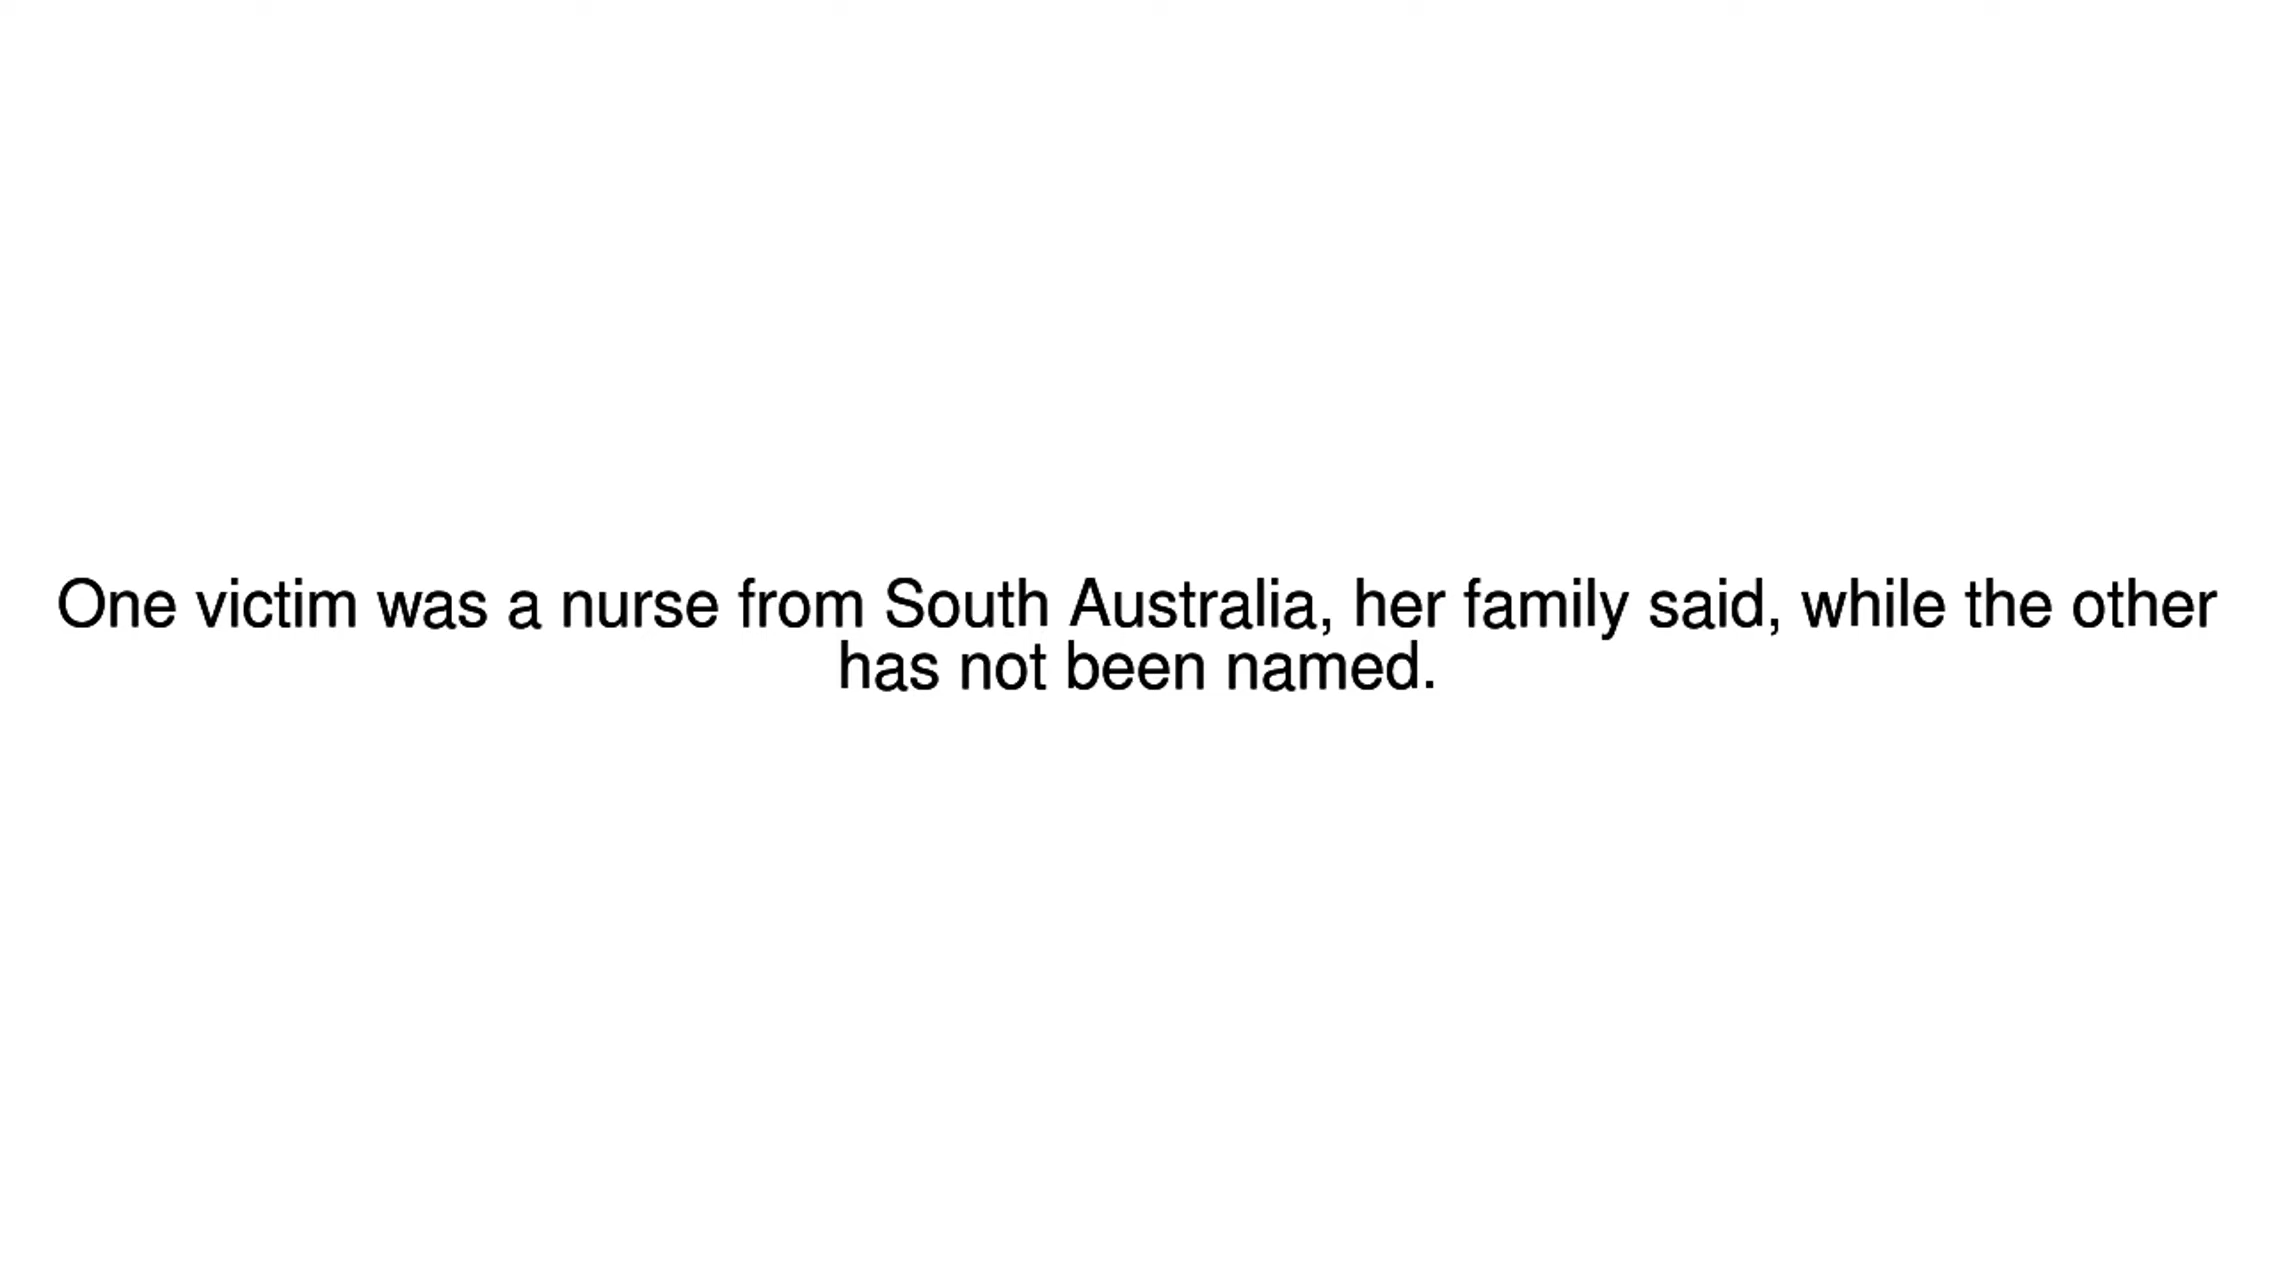 One victim was a nurse from South Australia, her family said, while the other
has not been named.